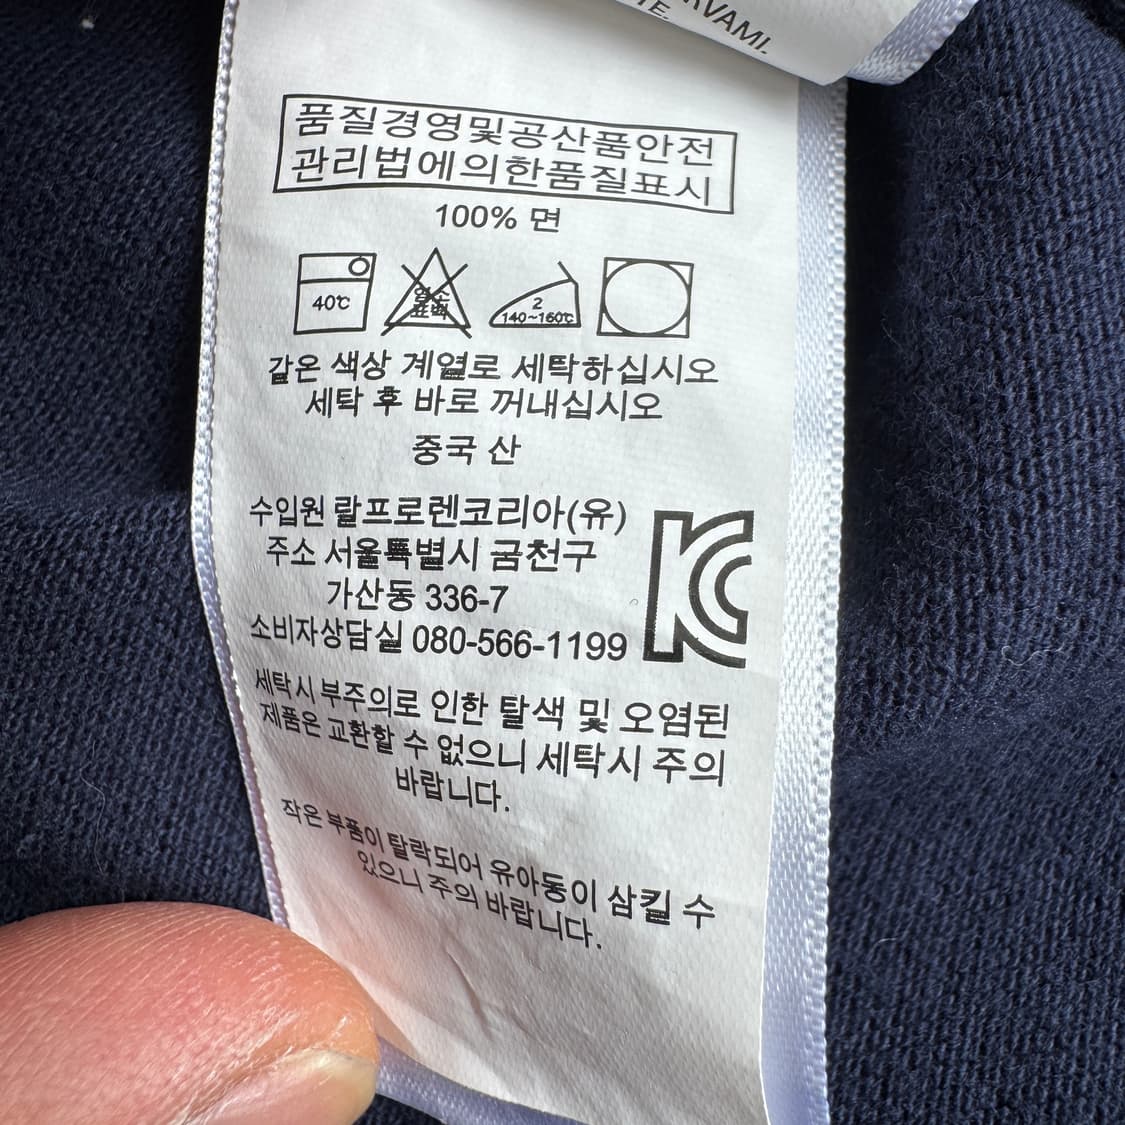 RVAMI.
TE.
품질경영및공산품안전
관리법에의한품질표시
100% 면
40℃
염소
표백
2
140~160℃
같은 색상 계열로 세탁하십시오
세탁 후 바로 꺼내십시오
중국 산
수입원 랄프로렌코리아(유)
주소 서울특별시 금천구
가산동 336-7
소비자상담실 080-566-1199
KC
세탁시 부주의로 인한 탈색 및 오염된
제품은 교환할 수 없으니 세탁시 주의
바랍니다.
작은 부품이 탈락되어 유아동이 삼킬 수
있으니 주의 바랍니다.